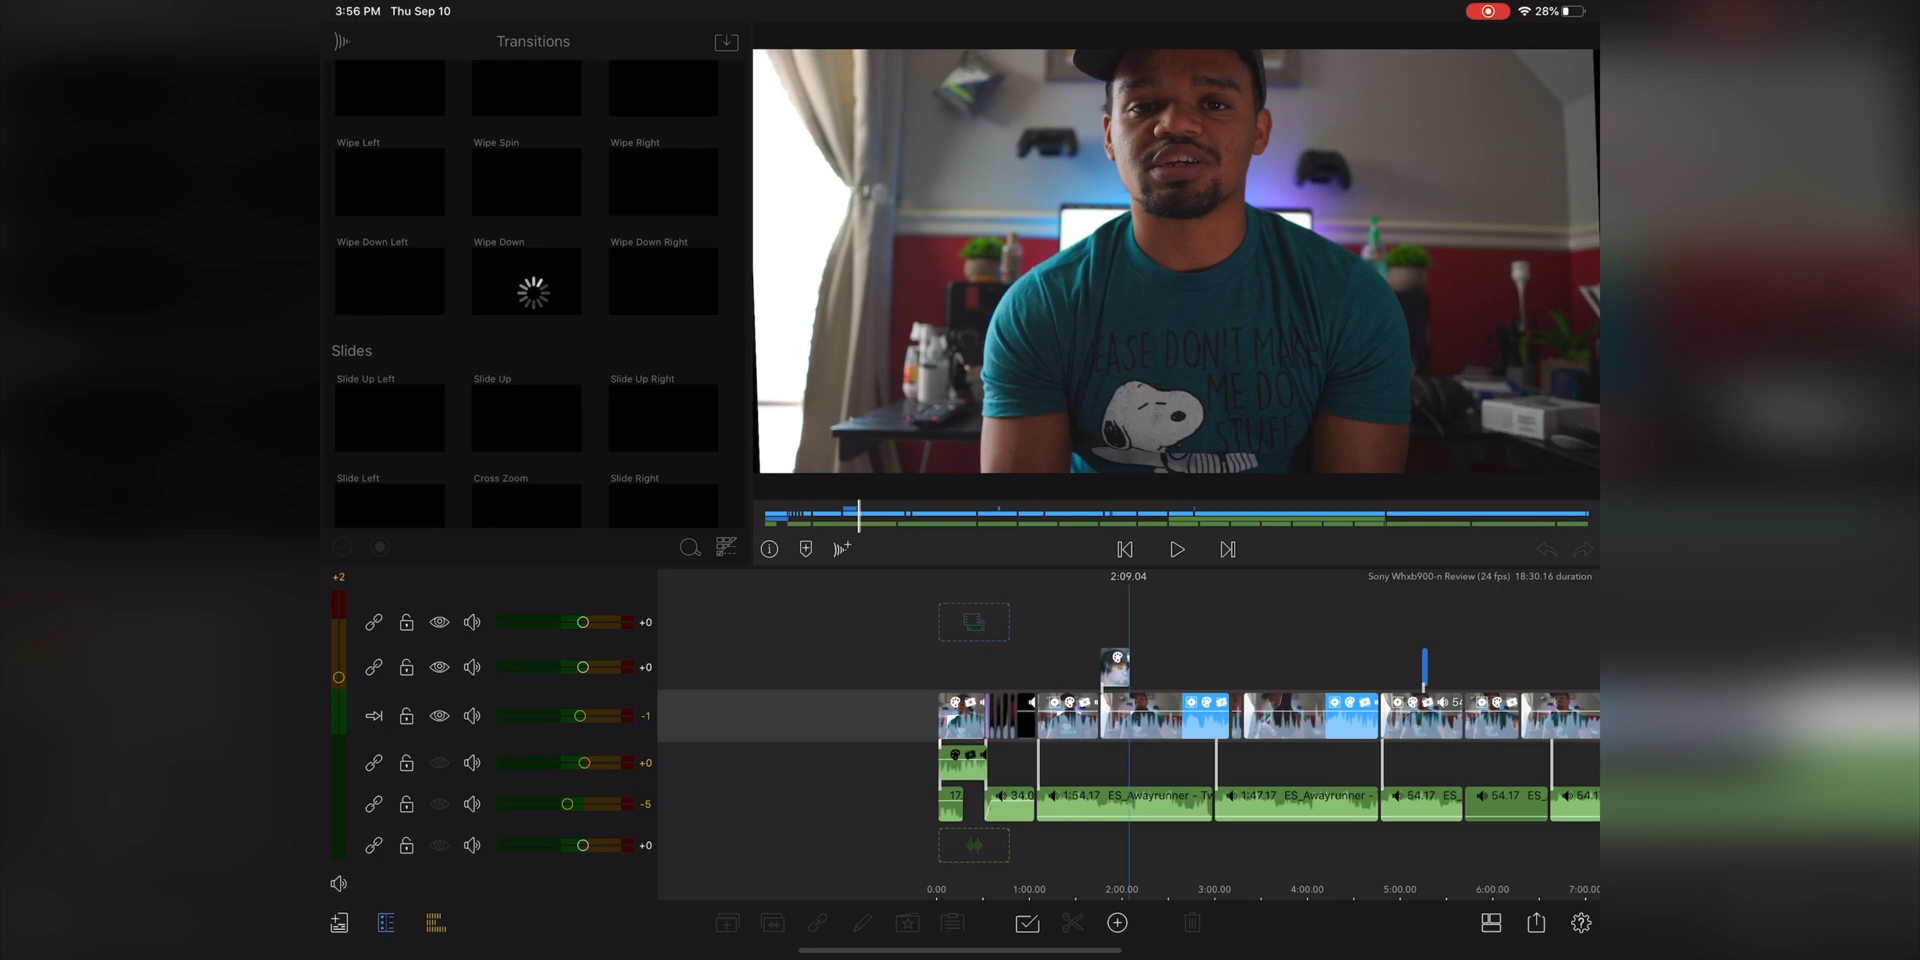 3:56 PM Thu Sep 10
28%
Transitions
Wipe Left
Wipe Spin
Wipe Right
Wipe Down Left
Wipe Down
Wipe Down Right
Slides
Slide Up Left
Slide Up
Slide Up Right
Slide Left
Cross Zoom
Slide Right
EASE DON'T MAKE
ME DO
STUFF
+2
2:09.04
Sony Whxb900-n Review (24 fps) 18:30.16 duration
+0
+0
-1
54
+0
-5
17.
34.0
1:54.17 ES_Awayrunner - Tw
1:47.17 ES_Awayrunner -
54.17 ES_
54.17 ES_
54.1
+0
0.00
1:00.00
2:00.00
3:00.00
4:00.00
5:00.00
6:00.00
7:00.00